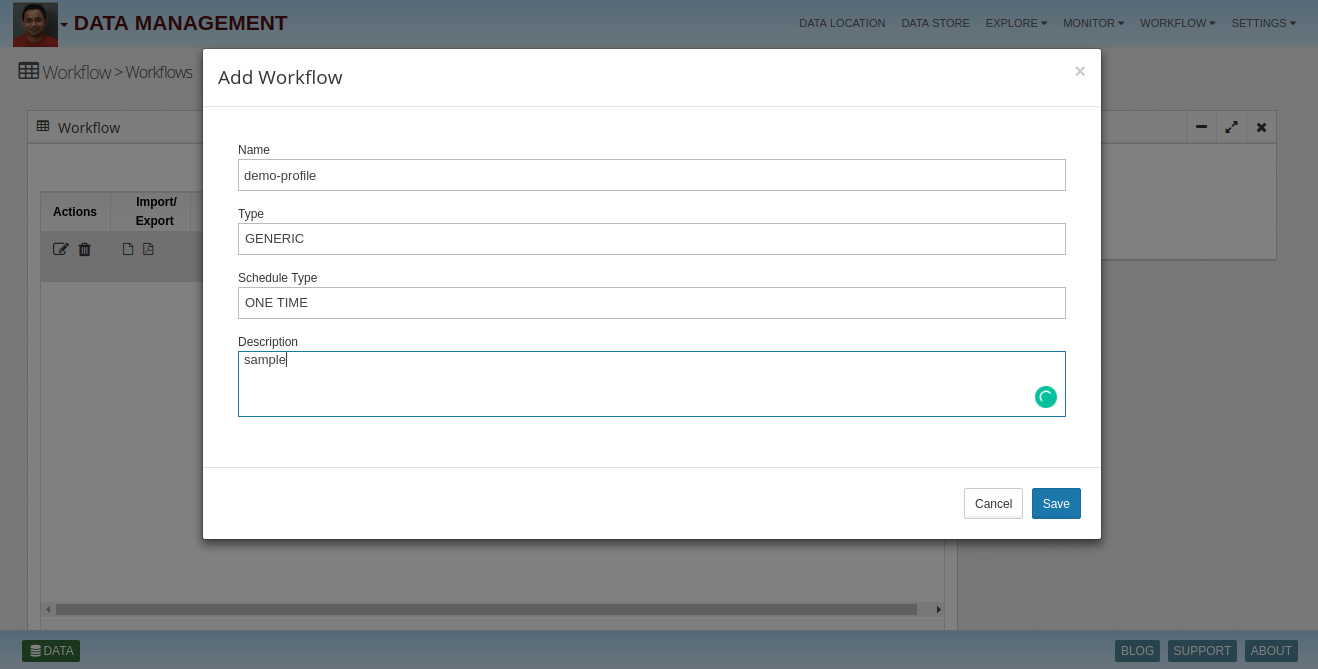 DATA MANAGEMENT
DATA LOCATION DATA STORE EXPLORE MONITOR WORKFLOW SETTINGS
Workflow > Workflows
Add Workflow
×
Workflow
Name
demo-profile
Type
GENERIC
Schedule Type
ONE TIME
Description
sample
Actions
Import/
Export
Cancel Save
DATA
BLOG SUPPORT ABOUT